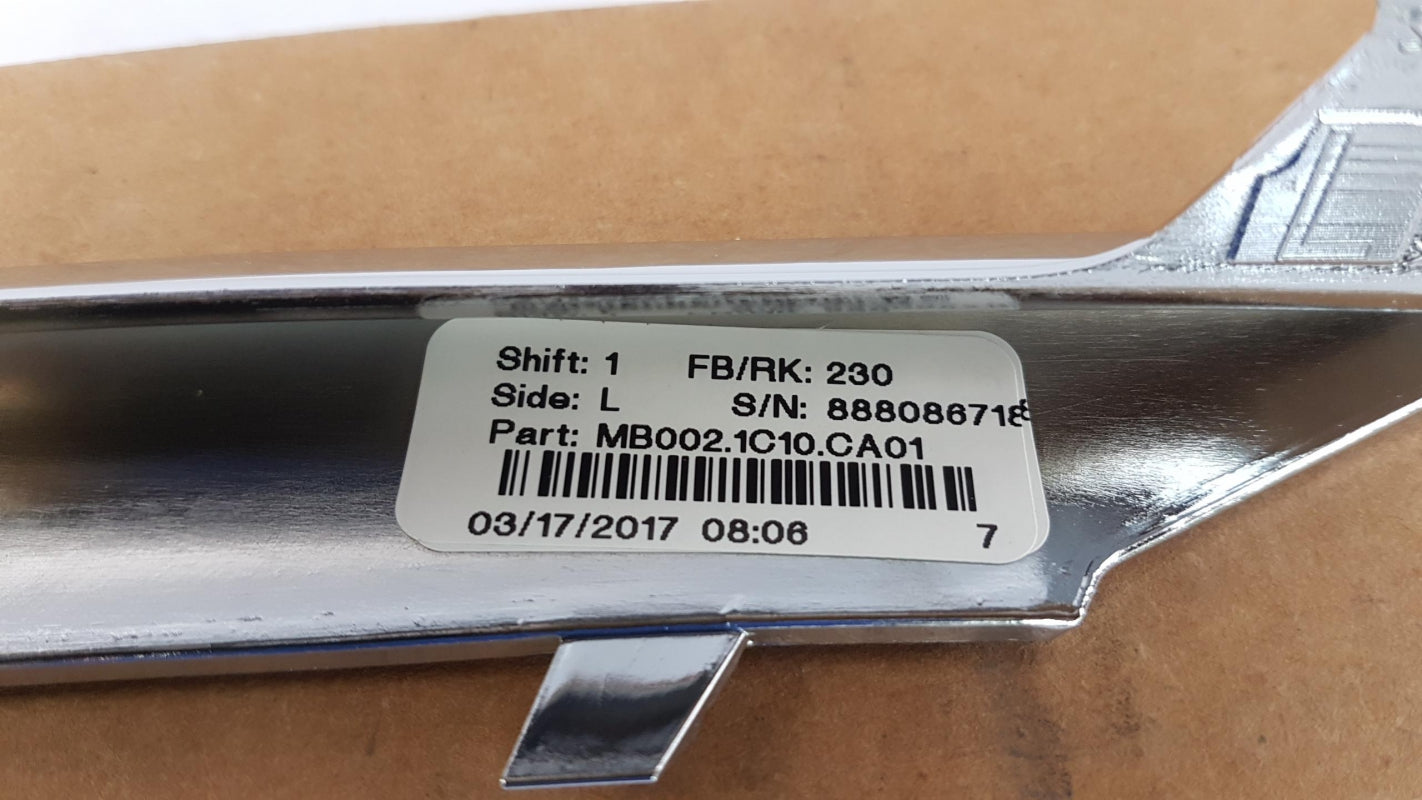 Shift: 1 FB/RK: 230
Side: L S/N: 888086718
Part: MB002.1C10.CA01
03/17/2017 08:06 7